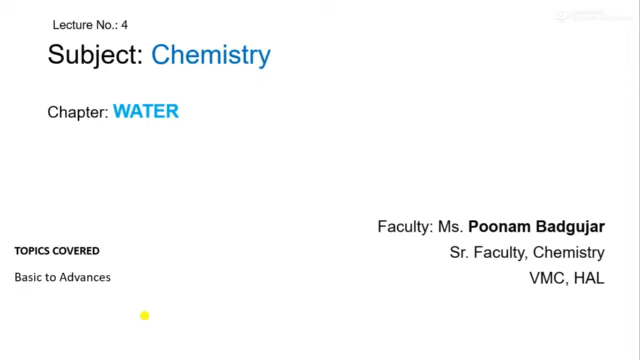 Lecture No.: 4
Subject: Chemistry
Chapter: WATER
Faculty: Ms. Poonam Badgujar
TOPICS COVERED
Sr. Faculty, Chemistry
Basic to Advances
VMC, HAL